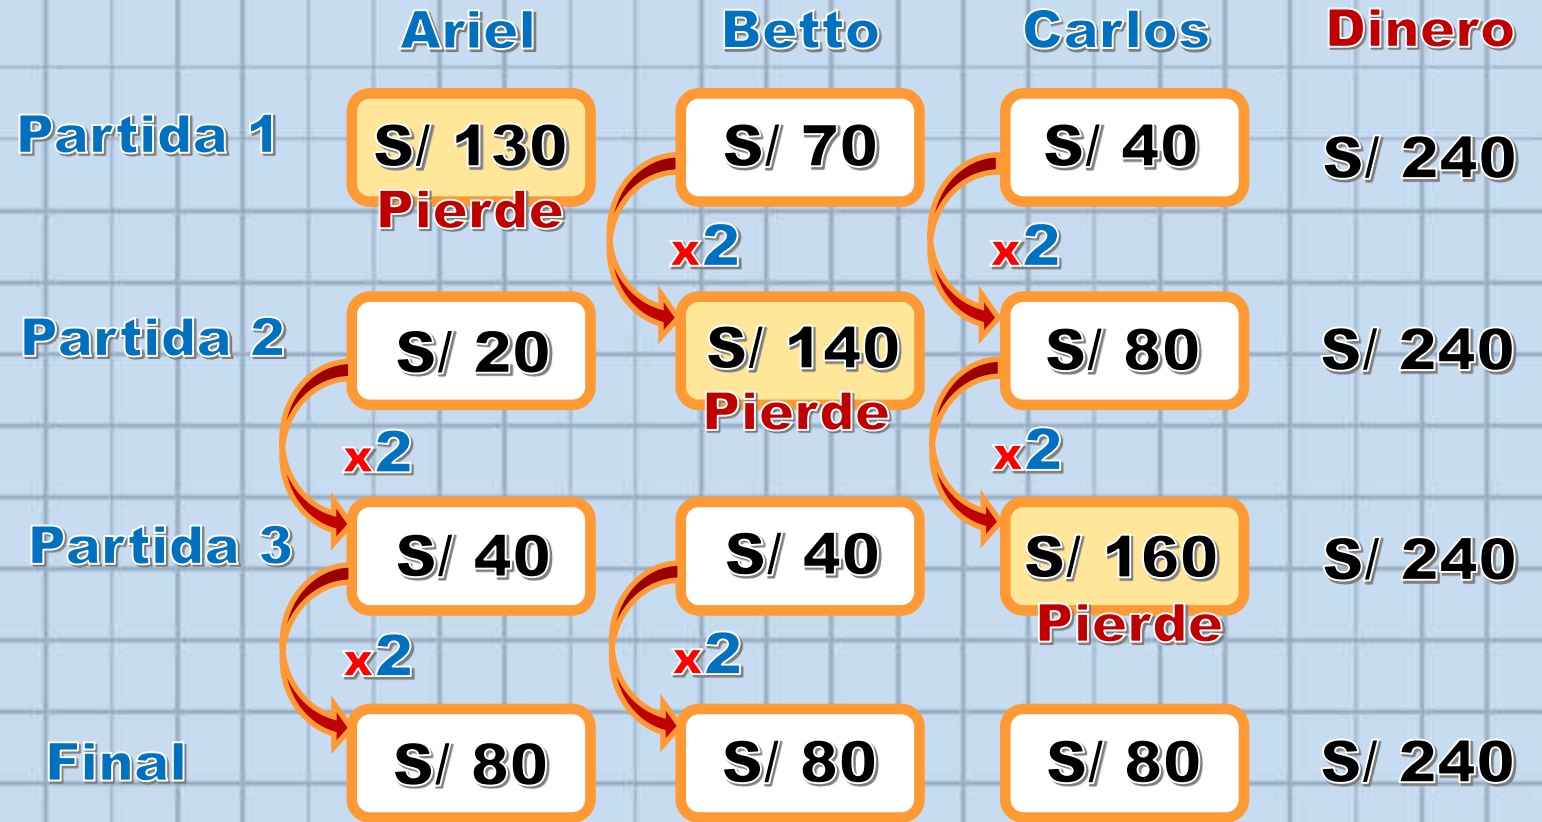 Ariel Betto Carlos Dinero
Partida 1 S/ 130 S/ 70 S/ 40 S/ 240
Pierde
x2 x2
Partida 2 S/ 20 S/ 140 S/ 80 S/ 240
Pierde
x2 x2
Partida 3 S/ 40 S/ 40 S/ 160 S/ 240
Pierde
x2 x2
Final S/ 80 S/ 80 S/ 80 S/ 240